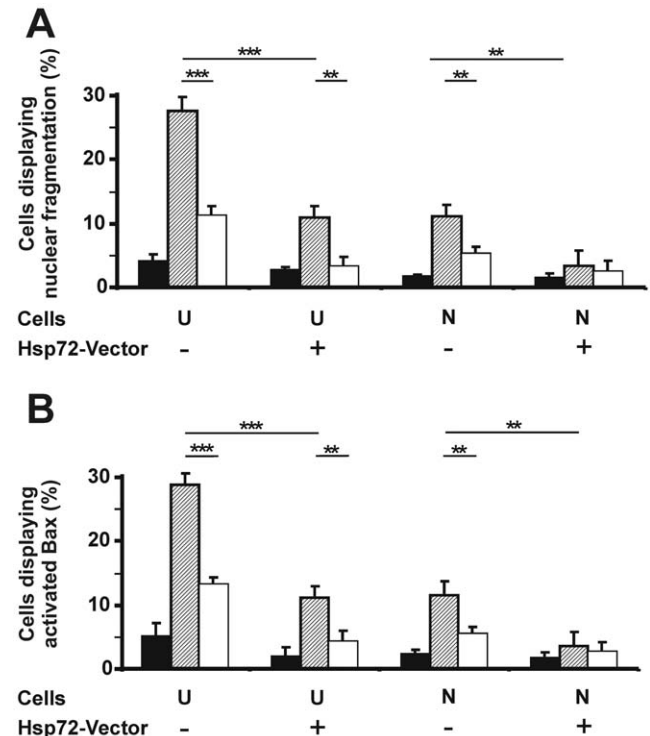 A
Cells displaying
nuclear fragmentation (%)
*** **
*** ** **
30
20
10
0
Cells U U N N
Hsp72-Vector - + - +
B
Cells displaying
activated Bax (%)
*** **
*** ** **
30
20
10
0
Cells U U N N
Hsp72-Vector - + - +